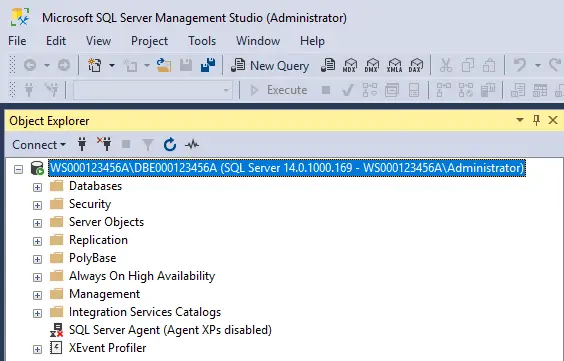 Microsoft SQL Server Management Studio (Administrator)
File Edit View Project Tools Window Help
New Query MDX DMX XMLA DAX
Execute
Object Explorer
Connect
WS000123456A\DBE000123456A (SQL Server 14.0.1000.169 - WS000123456A\Administrator)
Databases
Security
Server Objects
Replication
PolyBase
Always On High Availability
Management
Integration Services Catalogs
SQL Server Agent (Agent XPs disabled)
XEvent Profiler